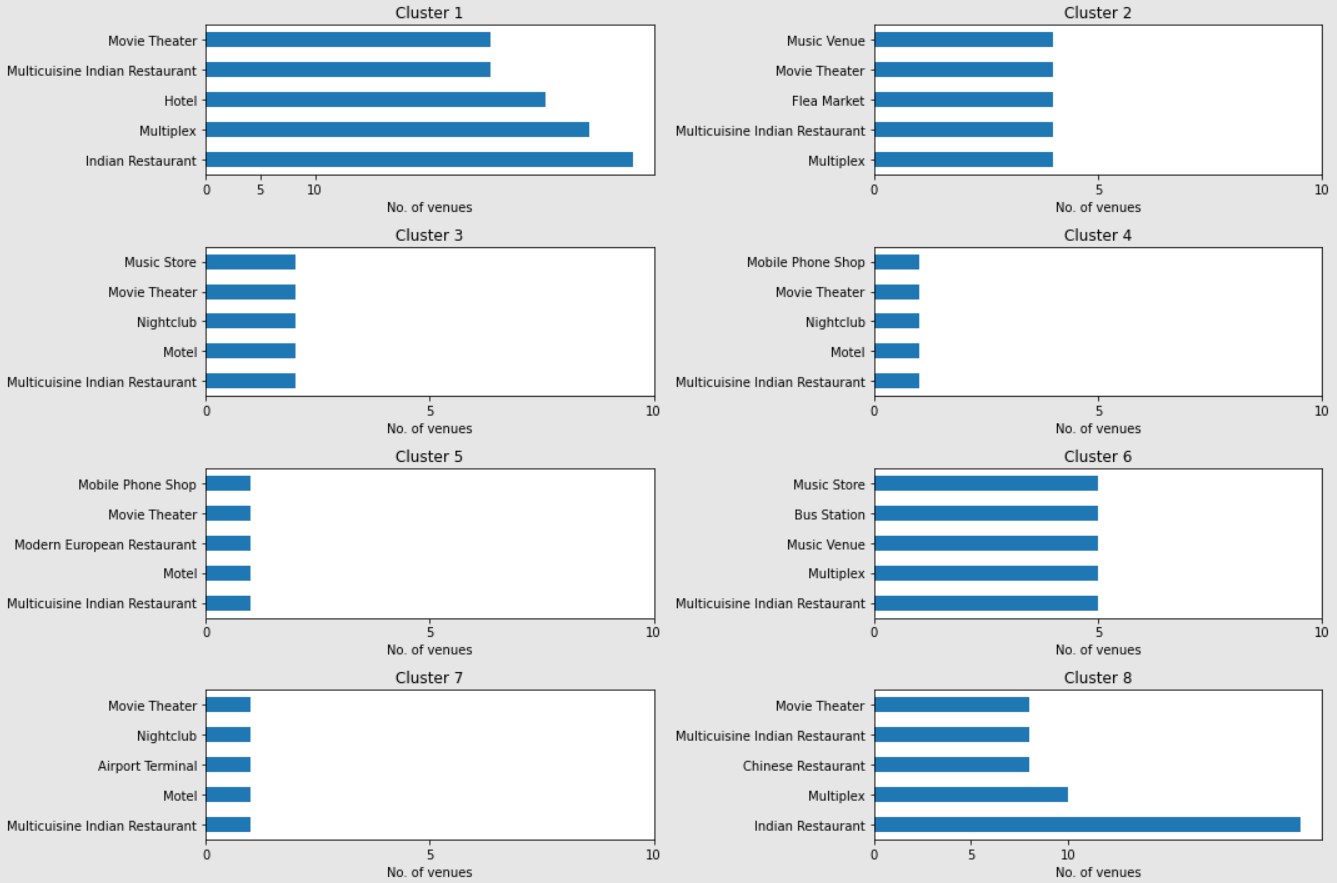 Cluster 1
Movie Theater
Multicuisine Indian Restaurant
Hotel
Multiplex
Indian Restaurant
0 5 10
No. of venues
Cluster 2
Music Venue
Movie Theater
Flea Market
Multicuisine Indian Restaurant
Multiplex
0 5 10
No. of venues
Cluster 3
Music Store
Movie Theater
Nightclub
Motel
Multicuisine Indian Restaurant
0 5 10
No. of venues
Cluster 4
Mobile Phone Shop
Movie Theater
Nightclub
Motel
Multicuisine Indian Restaurant
0 5 10
No. of venues
Cluster 5
Mobile Phone Shop
Movie Theater
Modern European Restaurant
Motel
Multicuisine Indian Restaurant
0 5 10
No. of venues
Cluster 6
Music Store
Bus Station
Music Venue
Multiplex
Multicuisine Indian Restaurant
0 5 10
No. of venues
Cluster 7
Movie Theater
Nightclub
Airport Terminal
Motel
Multicuisine Indian Restaurant
0 5 10
No. of venues
Cluster 8
Movie Theater
Multicuisine Indian Restaurant
Chinese Restaurant
Multiplex
Indian Restaurant
0 5 10
No. of venues